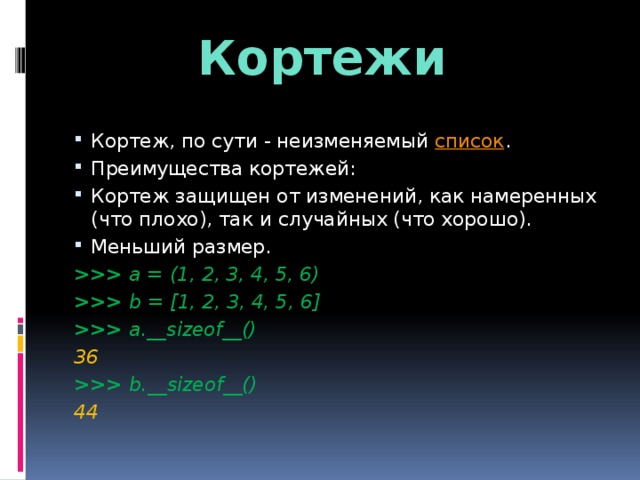 Кортежи
Кортеж, по сути - неизменяемый список.
Преимущества кортежей:
Кортеж защищен от изменений, как намеренных
(что плохо), так и случайных (что хорошо).
Меньший размер.
>>> a = (1, 2, 3, 4, 5, 6)
>>> b = [1, 2, 3, 4, 5, 6]
>>> a.__sizeof__()
36
>>> b.__sizeof__()
44